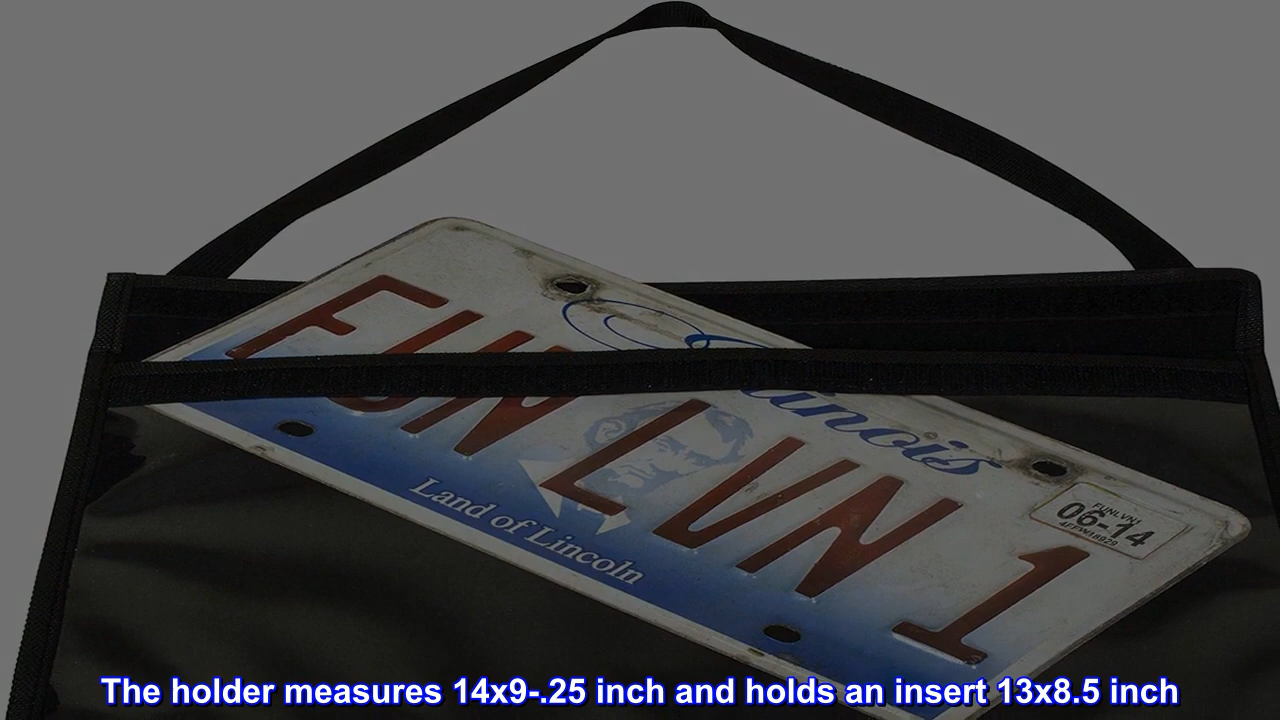 Illinois
FUN LVN 1
FUNLVN1
06-14
Land of Lincoln
The holder measures 14x9-.25 inch and holds an insert 13x8.5 inch